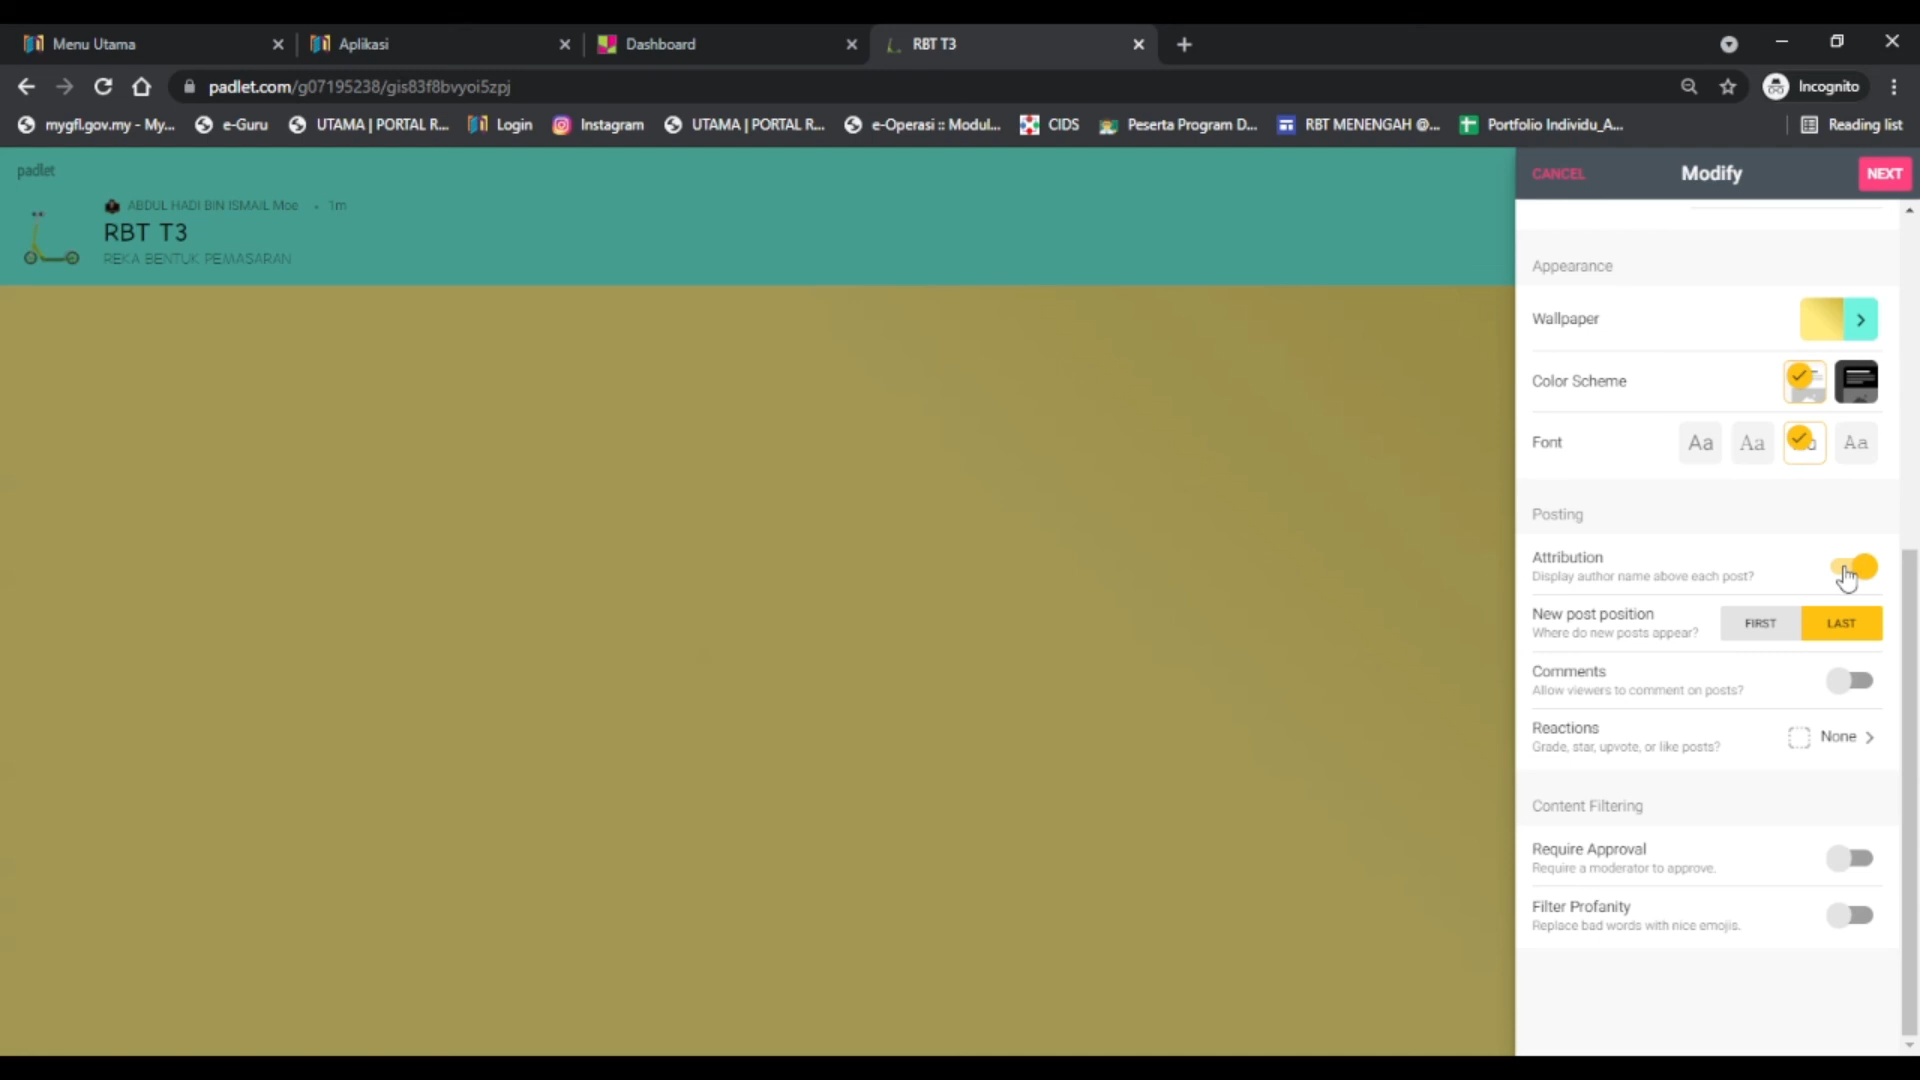 Menu Utama
Aplikasi
Dashboard
RBT T3
padlet.com/g07195238/gis83f8bvyoi5zpj
Incognito
mygfl.gov.my - My...
e-Guru
UTAMA | PORTAL R...
Login
Instagram
UTAMA | PORTAL R...
e-Operasi :: Modul...
CIDS
Peserta Program D...
RBT MENENGAH @...
Portfolio Individu_A...
Reading list
padlet
ABDUL HADI BIN ISMAIL Moe • 1m
RBT T3
REKA BENTUK PEMASARAN
CANCEL
Modify
NEXT
Appearance
Wallpaper
Color Scheme
Font
Aa
Aa
Aa
Posting
Attribution
Display author name above each post?
New post position
Where do new posts appear?
FIRST
LAST
Comments
Allow viewers to comment on posts?
Reactions
Grade, star, upvote, or like posts?
None
Content Filtering
Require Approval
Require a moderator to approve.
Filter Profanity
Replace bad words with nice emojis.